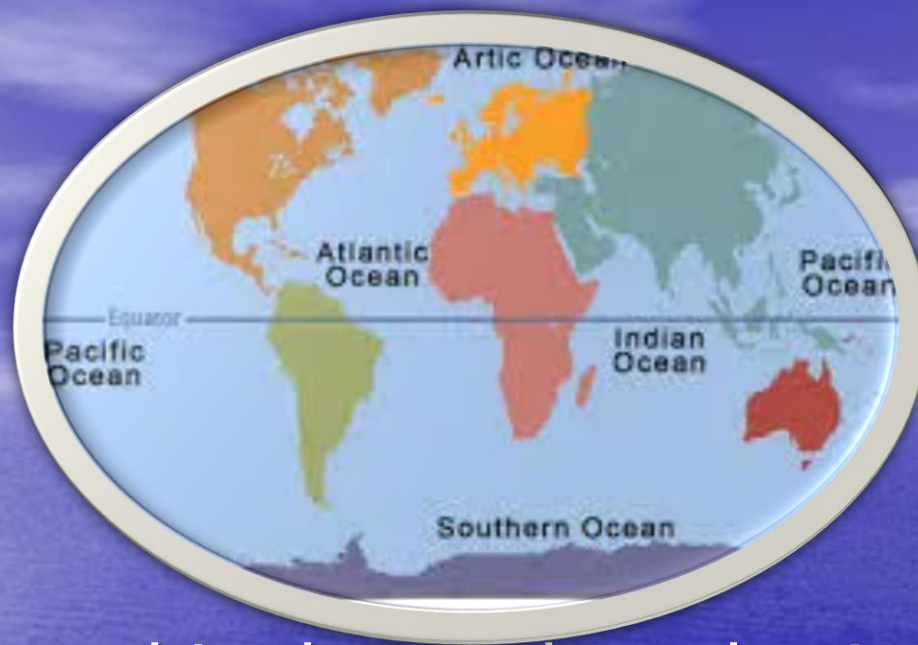 Artic Ocean
Atlantic
Ocean
Pacific
Ocean
Equator
Pacific
Ocean
Indian
Ocean
Southern Ocean